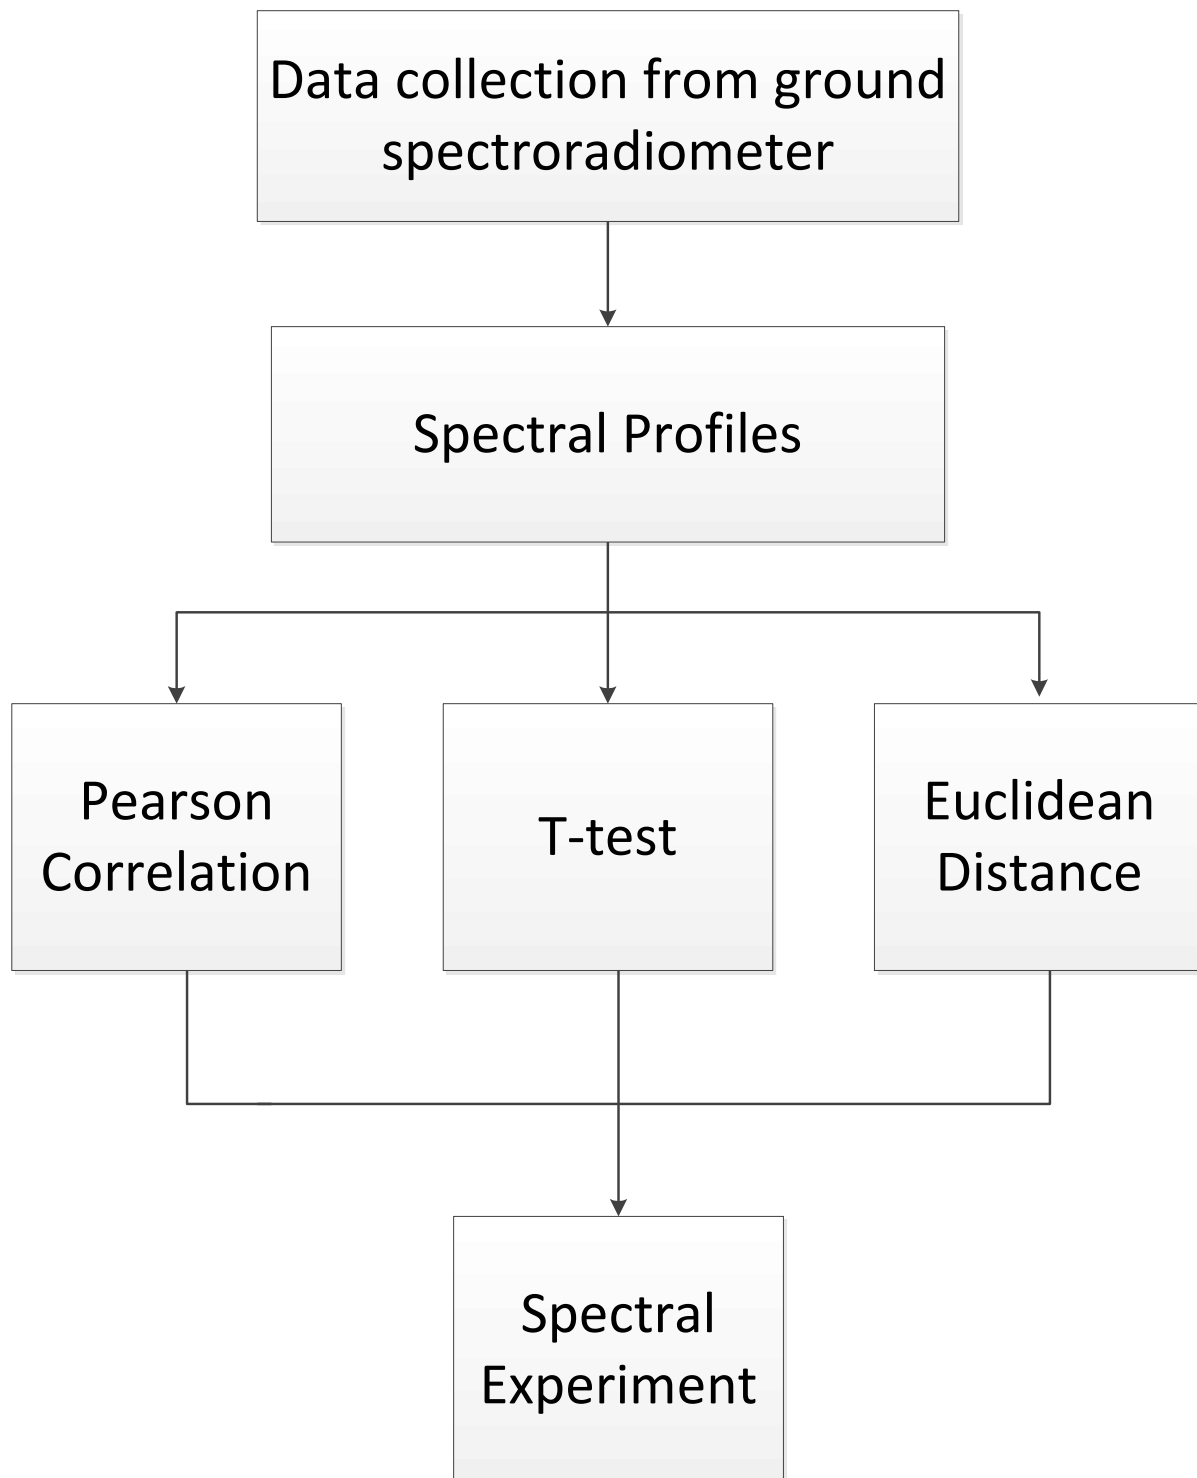 Data collection from ground
spectroradiometer
Spectral Profiles
Pearson
Correlation
T-test
Euclidean
Distance
Spectral
Experiment